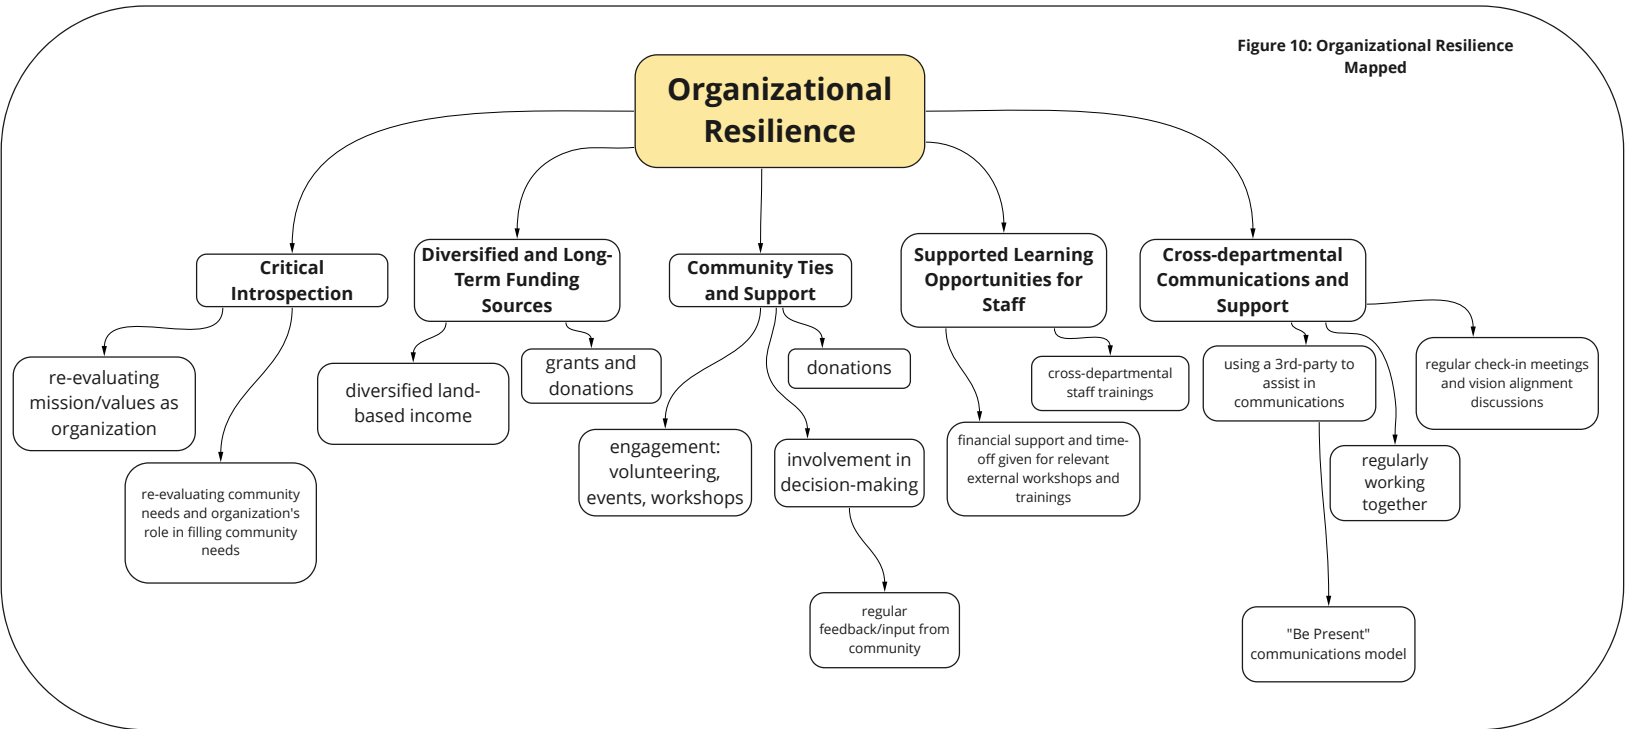 Figure 10: Organizational Resilience
Mapped
Organizational
Resilience
Critical
Introspection
Diversified and Long-
Term Funding
Sources
Community Ties
and Support
Supported Learning
Opportunities for
Staff
Cross-departmental
Communications and
Support
re-evaluating
mission/values as
organization
re-evaluating community
needs and organization's
role in filling community
needs
diversified land-
based income
grants and
donations
engagement:
volunteering,
events, workshops
involvement in
decision-making
donations
regular
feedback/input from
community
financial support and time-
off given for relevant
external workshops and
trainings
cross-departmental
staff trainings
using a 3rd-party to
assist in
communications
regularly
working
together
regular check-in meetings
and vision alignment
discussions
"Be Present"
communications model